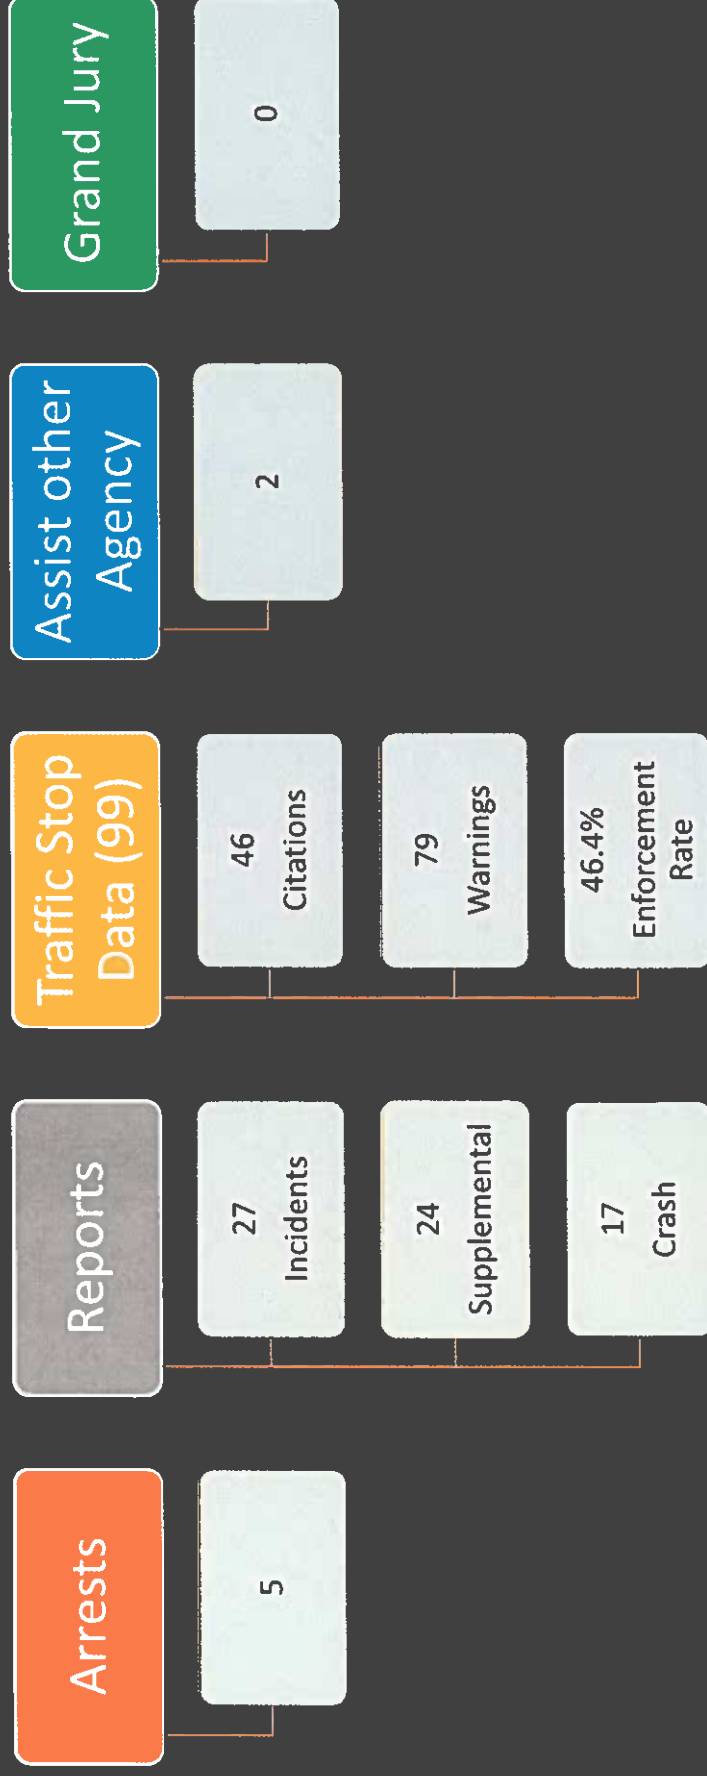 Arrests
5
Reports
27
Incidents
24
Supplemental
17
Crash
Traffic Stop
Data (99)
46
Citations
79
Warnings
46.4%
Enforcement
Rate
Assist other
Agency
2
Grand Jury
0